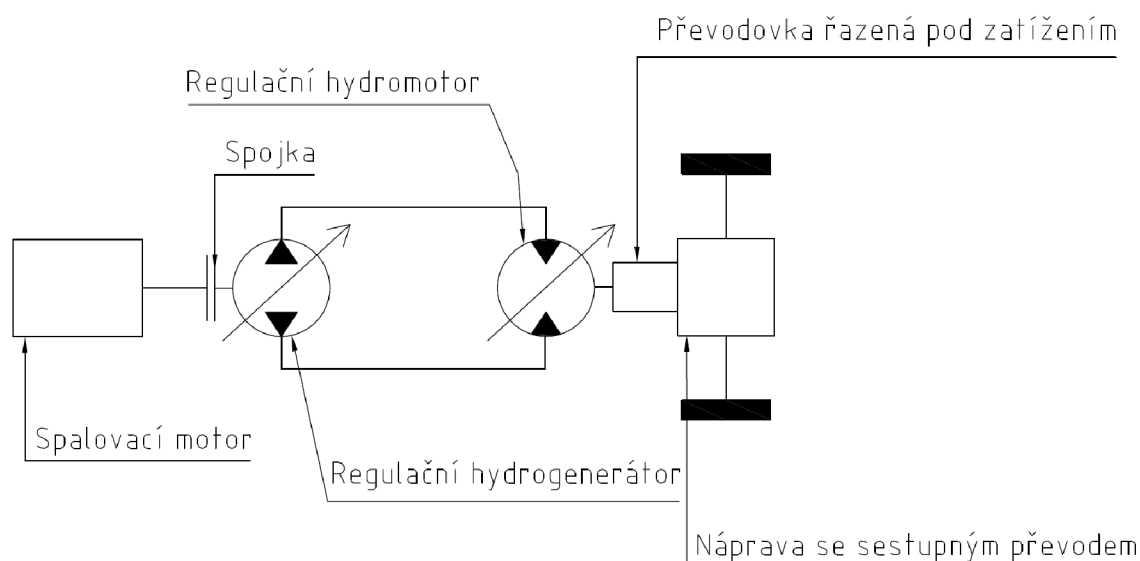 Převodovka řazená pod zatížením
Regulační hydromotor
Spojka
Spalovací motor
Regulační hydrogenerátor
Náprava se sestupným převodem